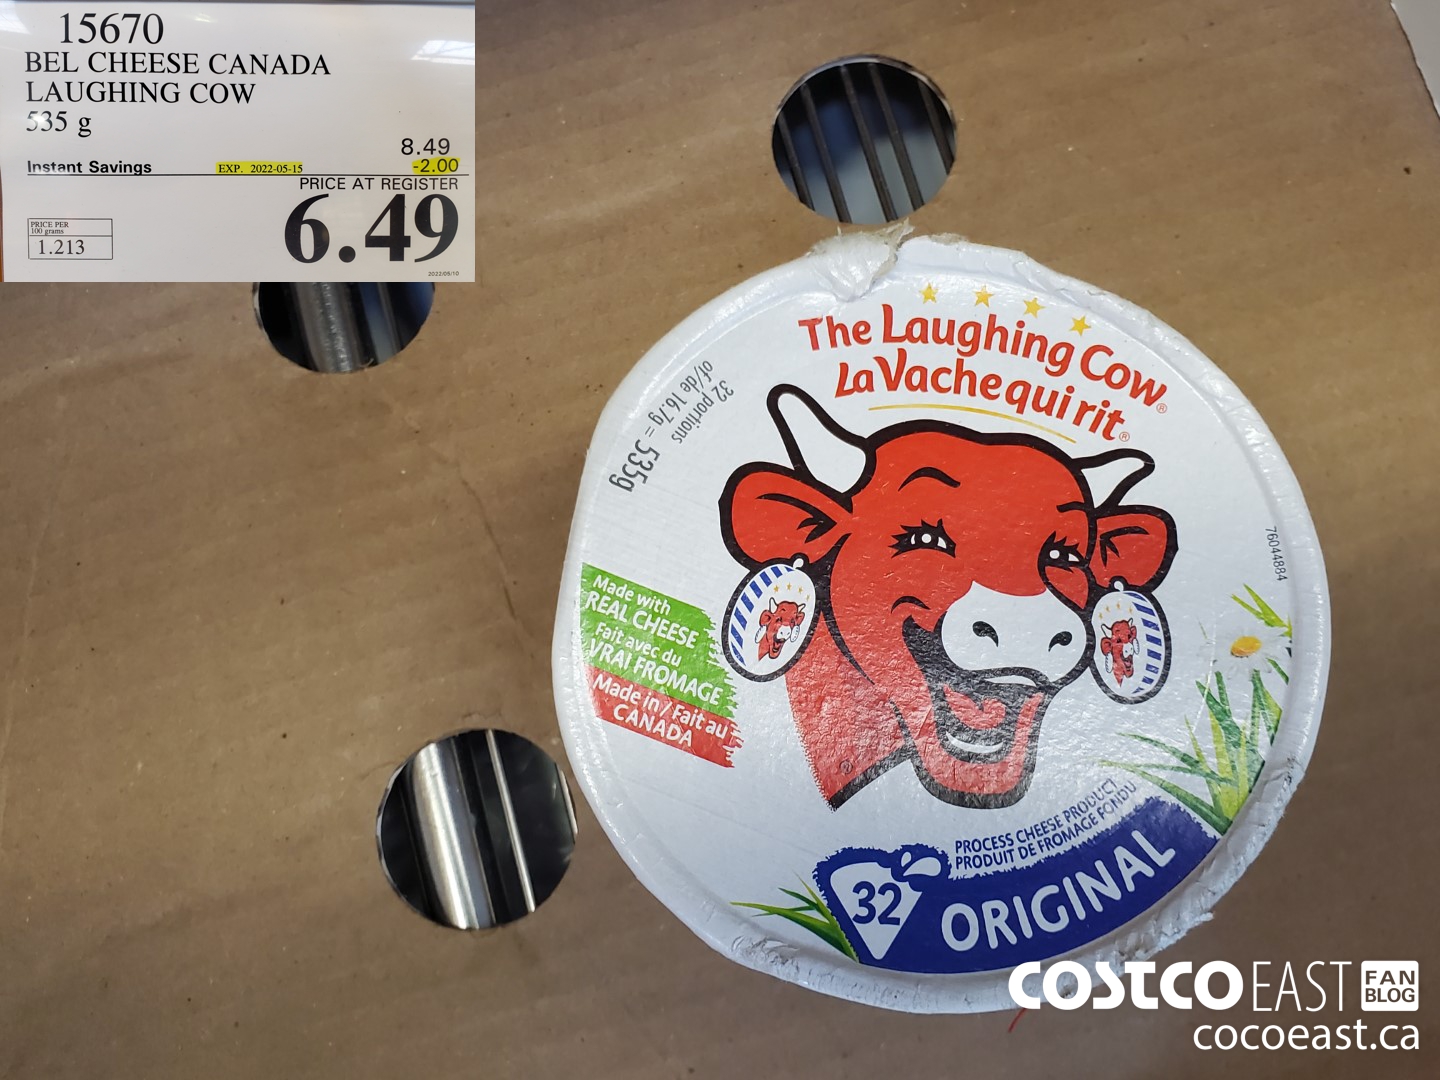 15670
BEL CHEESE CANADA
LAUGHING COW
535 g
8.49
Instant Savings EXP. 2022-05-15 -2.00
PRICE AT REGISTER
6.49
PRICE PER
100 grams
1.213
2022/05/10
The Laughing Cow®
La Vache qui rit®
32 portions
of/de 16.7g =
535g
76044884
Made with
REAL CHEESE
Fait avec du
VRAI FROMAGE
Made in / Fait au
CANADA
®
PROCESS CHEESE PRODUCT
PRODUIT DE FROMAGE FONDU
32
ORIGINAL
COSTCO EAST FAN
BLOG
cocoeast.ca